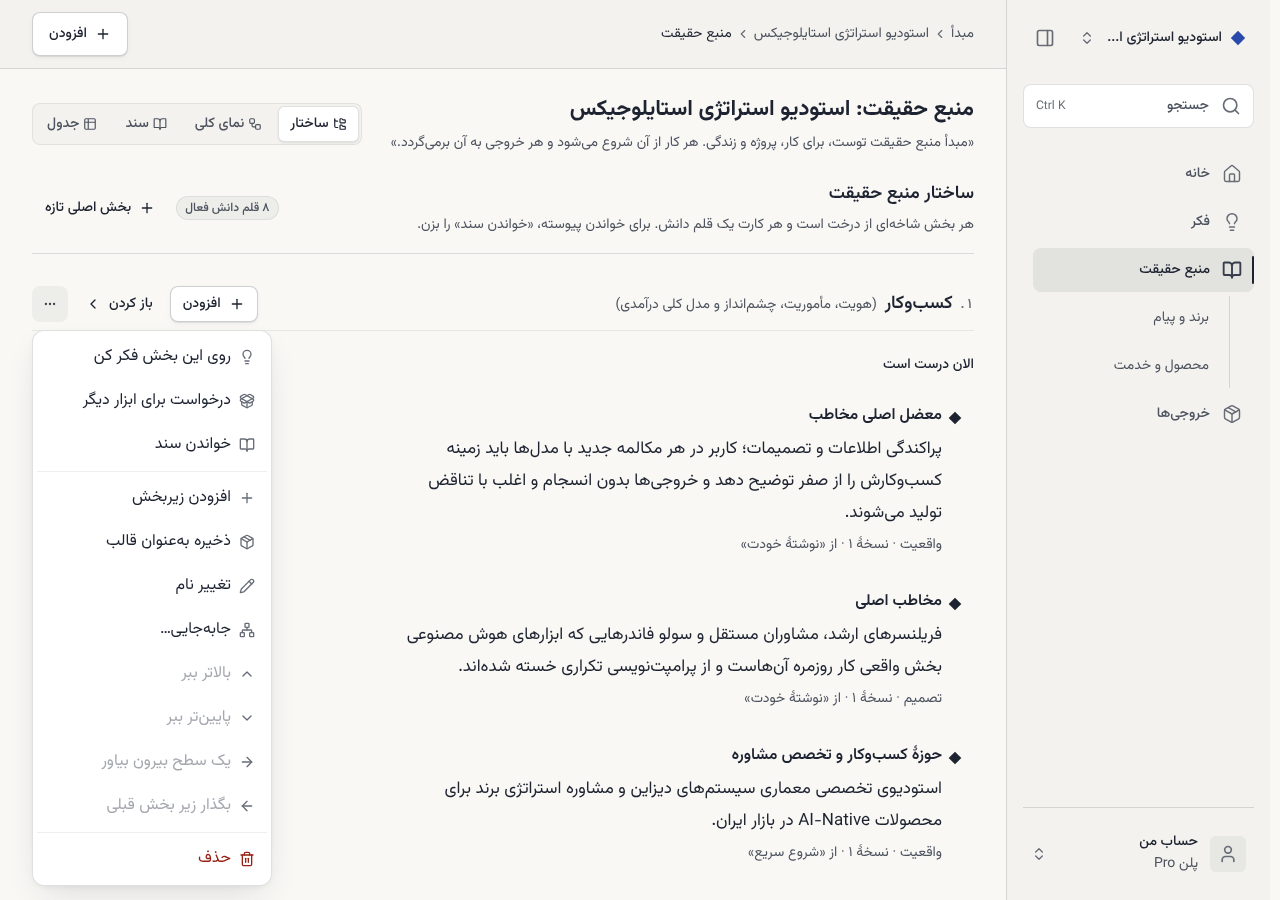 استودیو استراتژی ا...
جستجو
Ctrl K
خانه
فکر
منبع حقیقت
برند و پیام
محصول و خدمت
خروجی‌ها
حساب من
پلن Pro
مبدأ
استودیو استراتژی استایلوجیکس
منبع حقیقت
افزودن
منبع حقیقت: استودیو استراتژی استایلوجیکس
«مبدأ منبع حقیقت توست، برای کار، پروژه و زندگی. هر کار از آن شروع می‌شود و هر خروجی به آن برمی‌گردد.»
ساختار
نمای کلی
سند
جدول
ساختار منبع حقیقت
هر بخش شاخه‌ای از درخت است و هر کارت یک قلم دانش. برای خواندن پیوسته، «خواندن سند» را بزن.
۸ قلم دانش فعال
بخش اصلی تازه
۱. کسب‌وکار (هویت، مأموریت، چشم‌انداز و مدل کلی درآمدی)
افزودن
باز کردن
الان درست است
معضل اصلی مخاطب
پراکندگی اطلاعات و تصمیمات؛ کاربر در هر مکالمه جدید با مدل‌ها باید زمینه
کسب‌وکارش را از صفر توضیح دهد و خروجی‌ها بدون انسجام و اغلب با تناقض
تولید می‌شوند.
واقعیت · نسخهٔ ۱ · از «نوشتهٔ خودت»
مخاطب اصلی
فریلنسرهای ارشد، مشاوران مستقل و سولو فاندرهایی که ابزارهای هوش مصنوعی
بخش واقعی کار روزمره آن‌هاست و از پرامپت‌نویسی تکراری خسته شده‌اند.
تصمیم · نسخهٔ ۱ · از «نوشتهٔ خودت»
حوزهٔ کسب‌وکار و تخصص مشاوره
استودیوی تخصصی معماری سیستم‌های دیزاین و مشاوره استراتژی برند برای
محصولات AI-Native در بازار ایران.
واقعیت · نسخهٔ ۱ · از «شروع سریع»
روی این بخش فکر کن
درخواست برای ابزار دیگر
خواندن سند
افزودن زیربخش
ذخیره به‌عنوان قالب
تغییر نام
جابه‌جایی...
بالاتر ببر
پایین‌تر ببر
یک سطح بیرون بیاور
بگذار زیر بخش قبلی
حذف